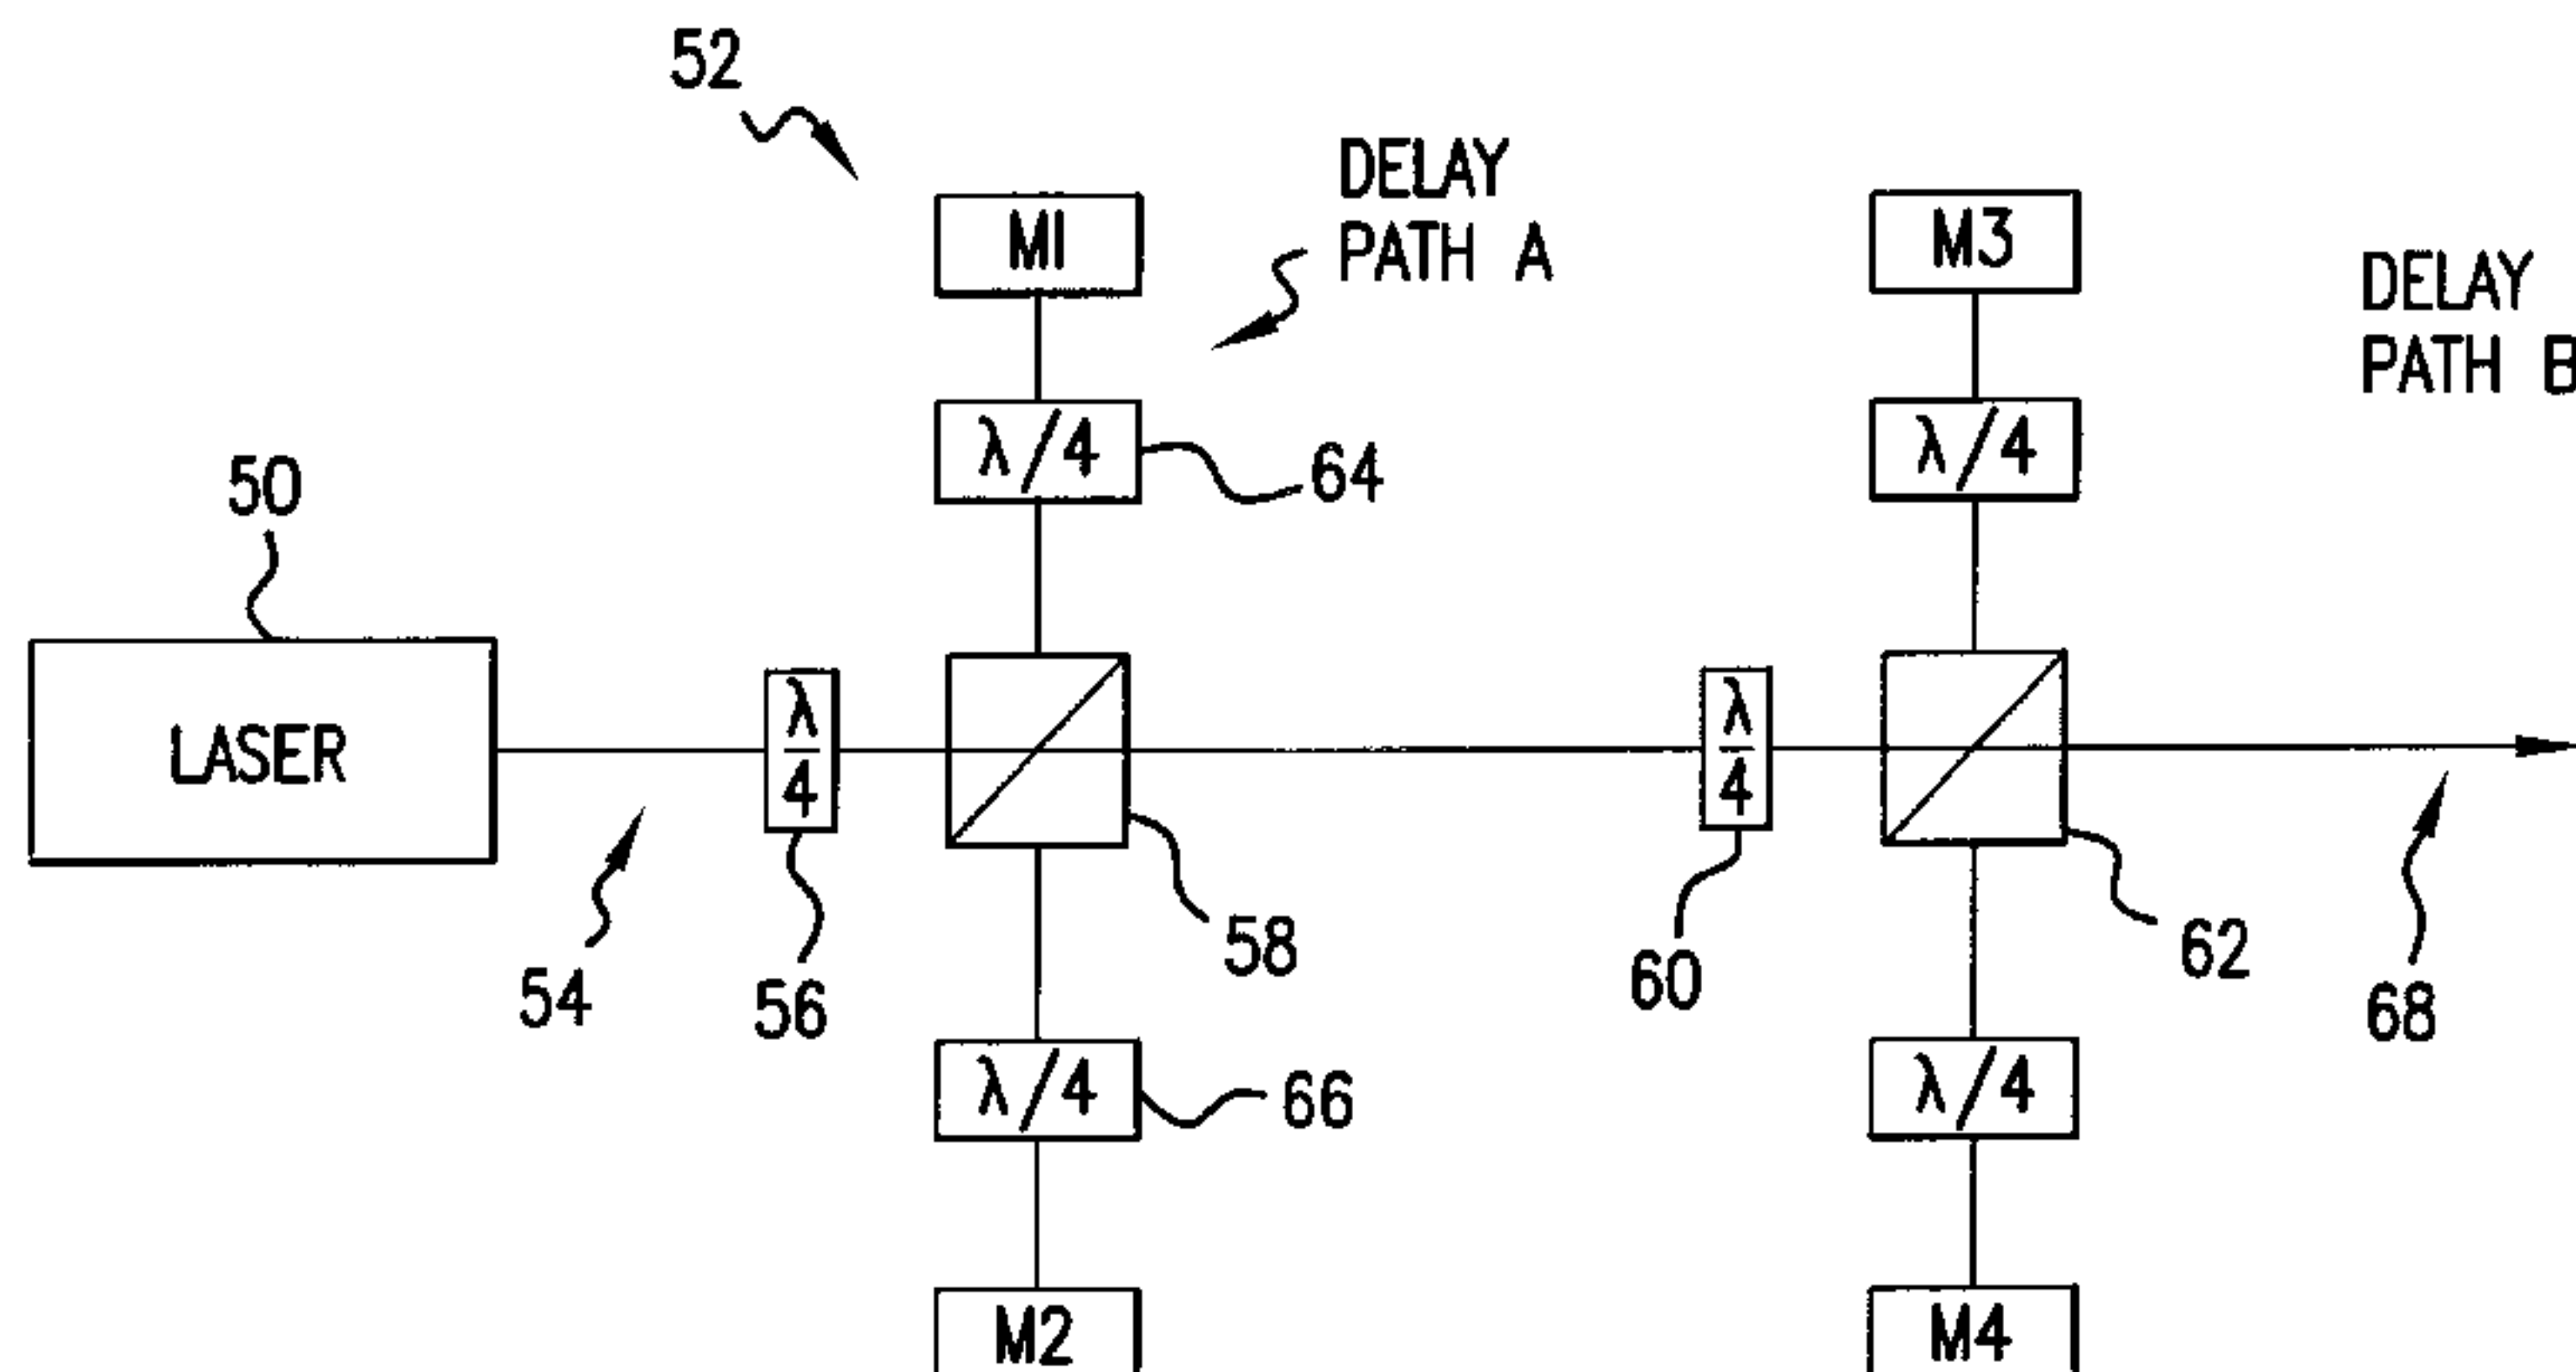 52
DELAY
PATH A
M1
M3
DELAY
PATH B
λ/4
64
λ/4
50
LASER
λ
4
λ
4
54
56
58
60
62
68
λ/4
66
λ/4
M2
M4